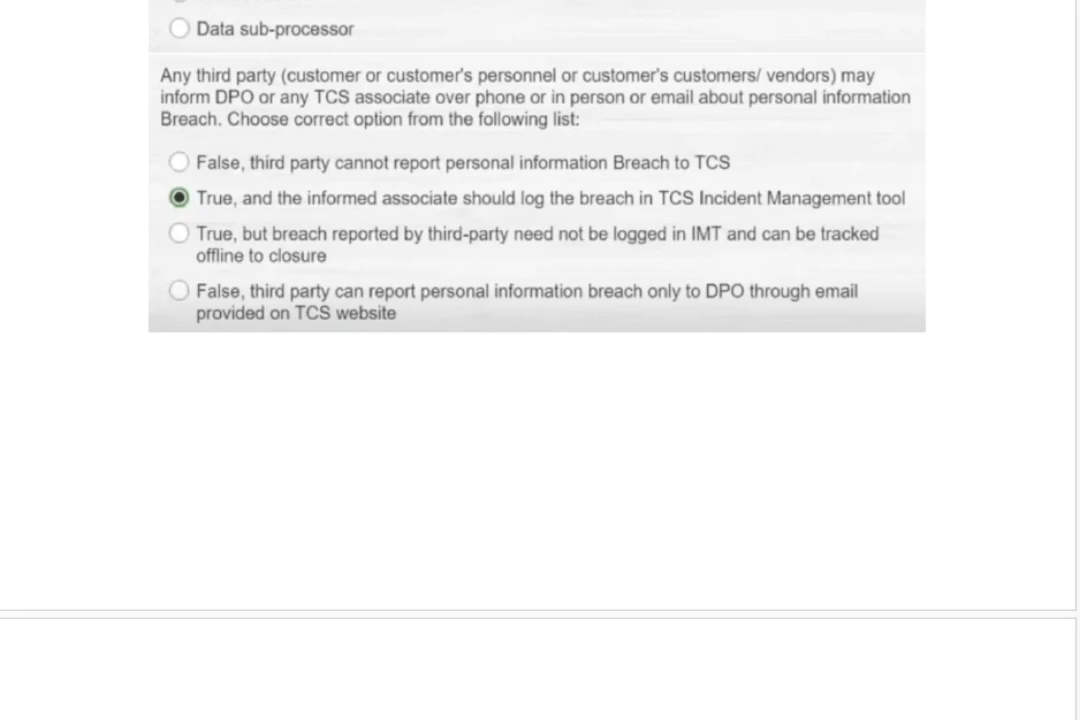 Data sub-processor
Any third party (customer or customer's personnel or customer's customers/ vendors) may
inform DPO or any TCS associate over phone or in person or email about personal information
Breach. Choose correct option from the following list:
False, third party cannot report personal information Breach to TCS
True, and the informed associate should log the breach in TCS Incident Management tool
True, but breach reported by third-party need not be logged in IMT and can be tracked
offline to closure
False, third party can report personal information breach only to DPO through email
provided on TCS website